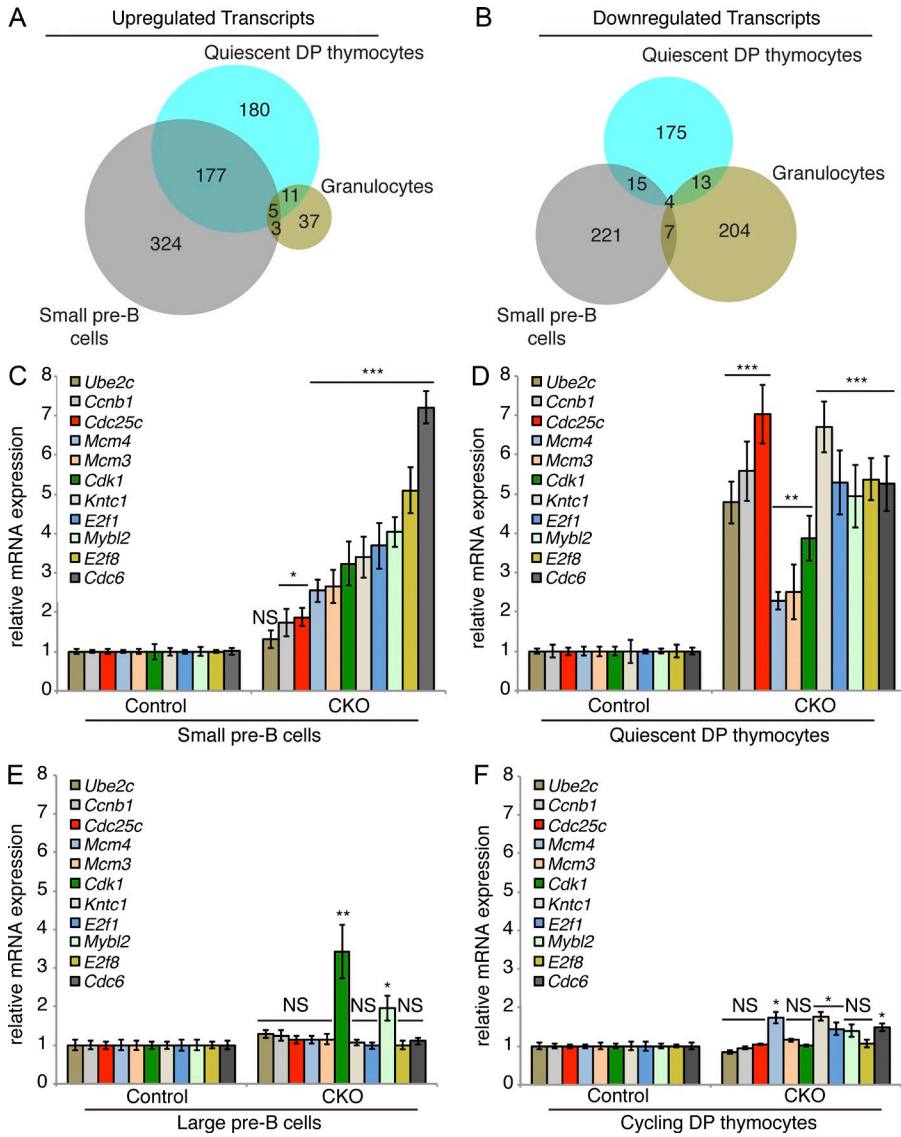 A
Upregulated Transcripts
Quiescent DP thymocytes
180
177
11
Granulocytes
5
37
3
324
Small pre-B
cells
B
Downregulated Transcripts
Quiescent DP thymocytes
175
Granulocytes
15
13
4
221
7
204
Small pre-B
cells
C
relative mRNA expression
8
7
6
5
4
3
2
1
0
Ube2c
Ccnb1
Cdc25c
Mcm4
Mcm3
Cdk1
Kntc1
E2f1
Mybl2
E2f8
Cdc6
***
*
NS
Control
CKO
Small pre-B cells
D
relative mRNA expression
8
7
6
5
4
3
2
1
0
Ube2c
Ccnb1
Cdc25c
Mcm4
Mcm3
Cdk1
Kntc1
E2f1
Mybl2
E2f8
Cdc6
***
***
**
Control
CKO
Quiescent DP thymocytes
E
relative mRNA expression
8
7
6
5
4
3
2
1
0
Ube2c
Ccnb1
Cdc25c
Mcm4
Mcm3
Cdk1
Kntc1
E2f1
Mybl2
E2f8
Cdc6
**
*
NS
NS
NS
Control
CKO
Large pre-B cells
F
relative mRNA expression
8
7
6
5
4
3
2
1
0
Ube2c
Ccnb1
Cdc25c
Mcm4
Mcm3
Cdk1
Kntc1
E2f1
Mybl2
E2f8
Cdc6
NS
*
NS
*
NS
*
Control
CKO
Cycling DP thymocytes